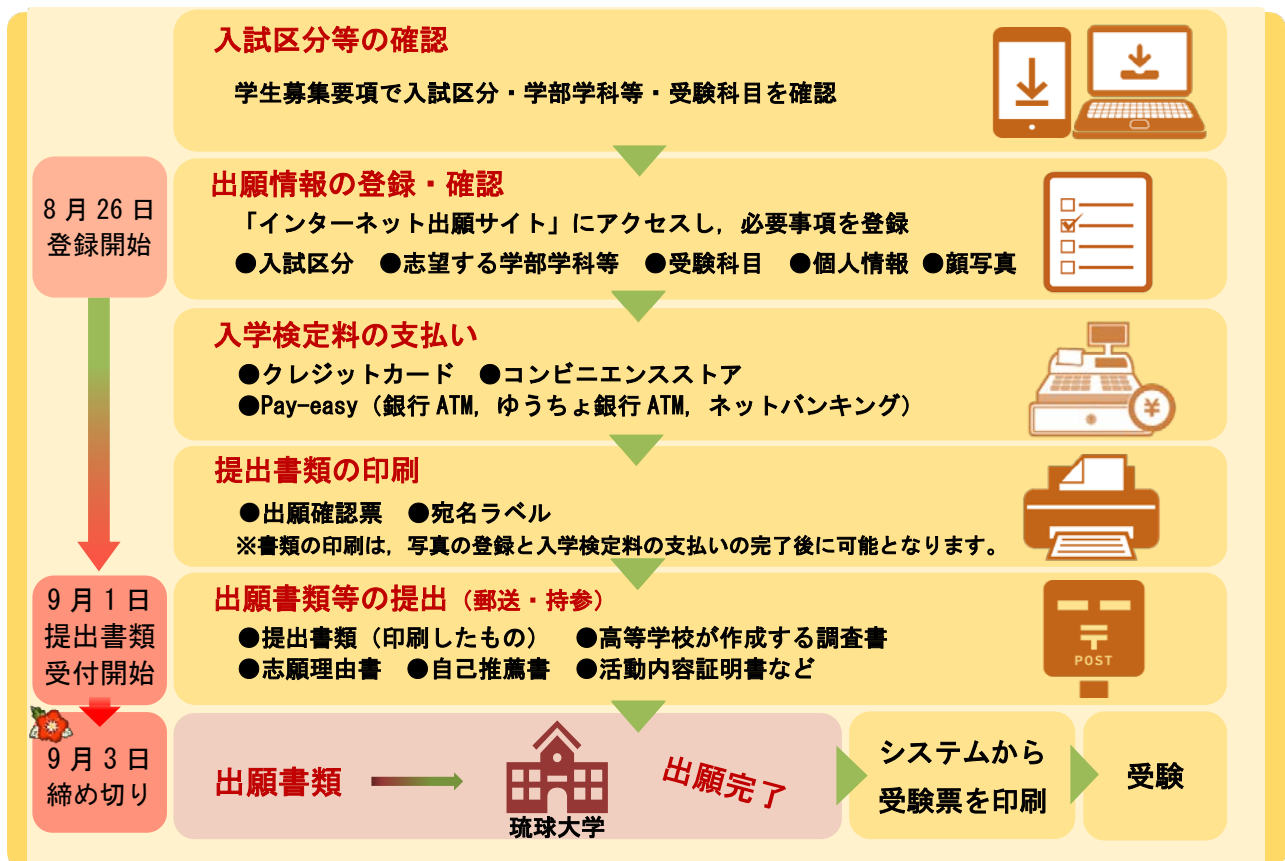 入試区分等の確認
学生募集要項で入試区分・学部学科等・受験科目を確認
8月26日
登録開始
出願情報の登録・確認
「インターネット出願サイト」にアクセスし，必要事項を登録
●入試区分 ●志望する学部学科等 ●受験科目 ●個人情報 ●顔写真
入学検定料の支払い
●クレジットカード ●コンビニエンスストア
●Pay-easy（銀行ATM，ゆうちょ銀行ATM，ネットバンキング）
¥
提出書類の印刷
●出願確認票 ●宛名ラベル
※書類の印刷は，写真の登録と入学検定料の支払いの完了後に可能となります。
9月1日
提出書類
受付開始
出願書類等の提出（郵送・持参）
●提出書類（印刷したもの） ●高等学校が作成する調査書
●志願理由書 ●自己推薦書 ●活動内容証明書など
〒
POST
9月3日
締め切り
出願書類
琉球大学
出願完了
システムから
受験票を印刷
受験